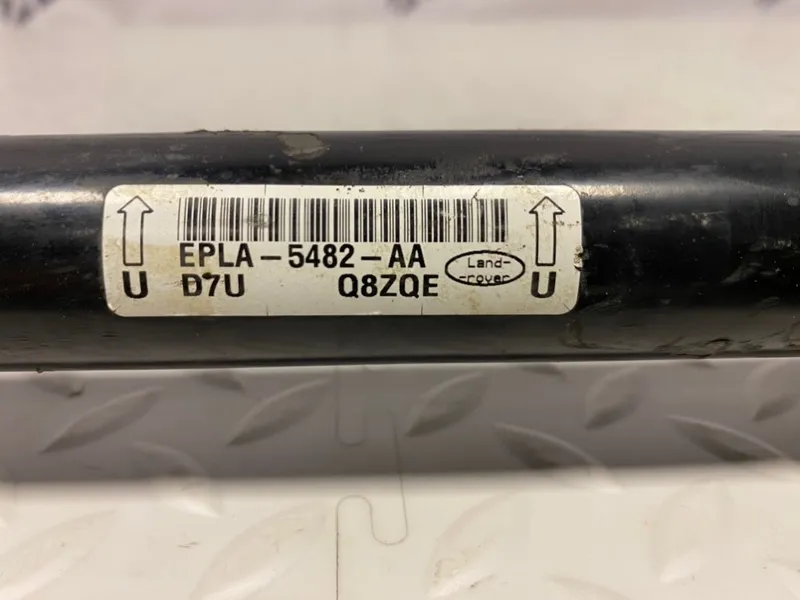 EPLA-5482-AA
Land-
-rover
U D7U Q8ZQE U